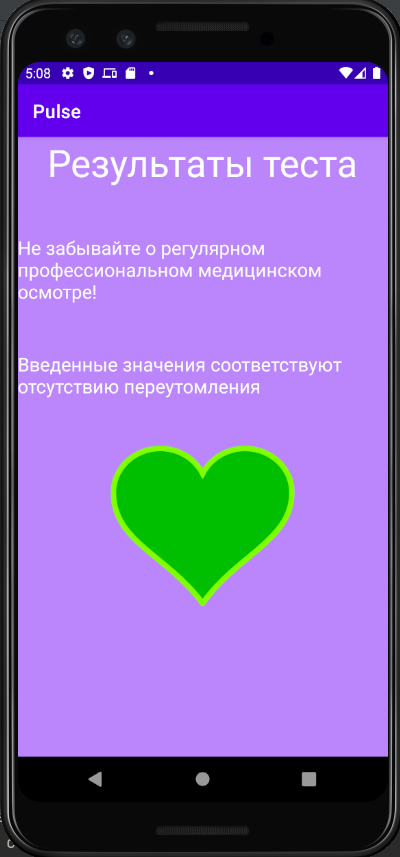 5:08
Pulse
Результаты теста
Не забывайте о регулярном
профессиональном медицинском
осмотре!
Введенные значения соответствуют
отсутствию переутомления